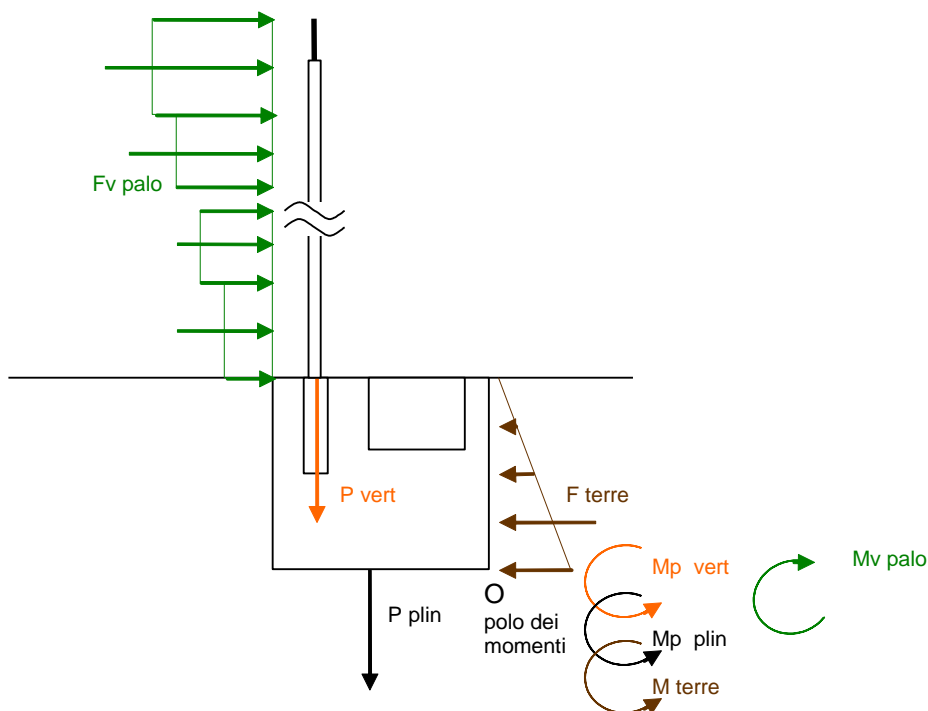 Fv palo
P vert
F terre
Mp vert
Mv palo
O
P plin
polo dei
momenti
Mp plin
M terre